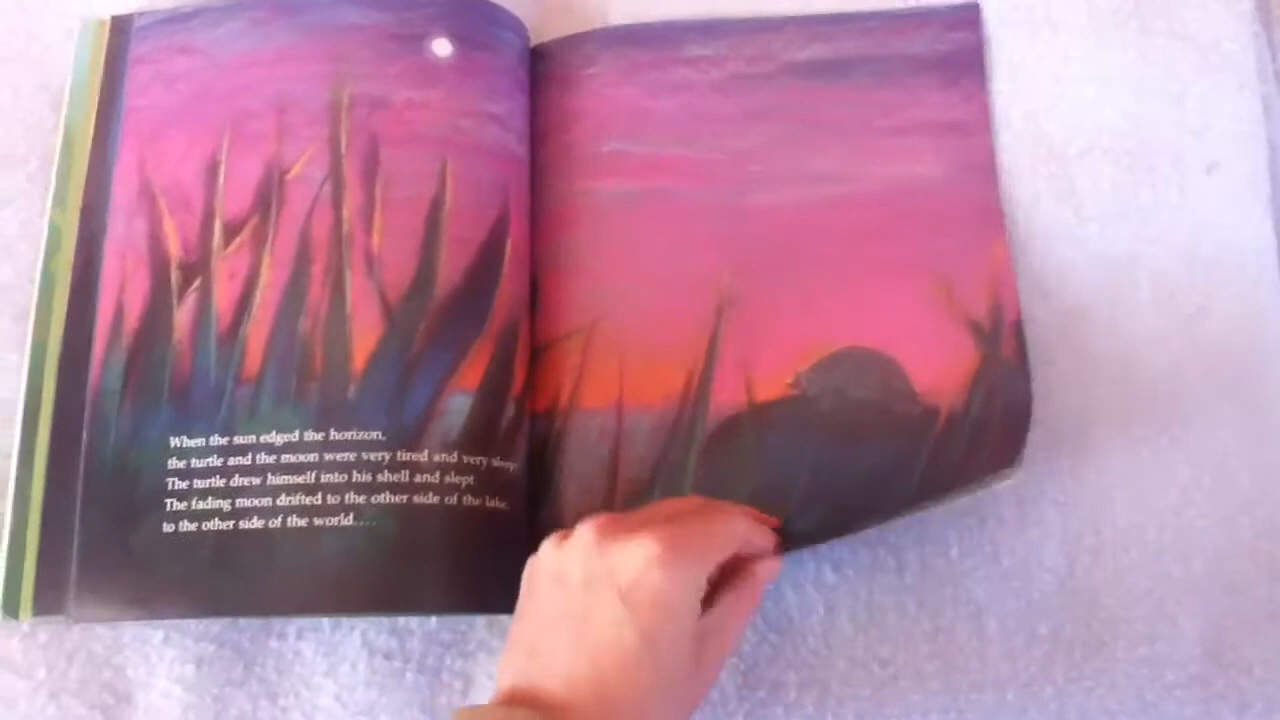 When the sun edged the horizon,
the turtle and the moon were very tired and very
The turtle drew himself into his shell and slept.
The fading moon drifted to the other side of the lake,
to the other side of the world....